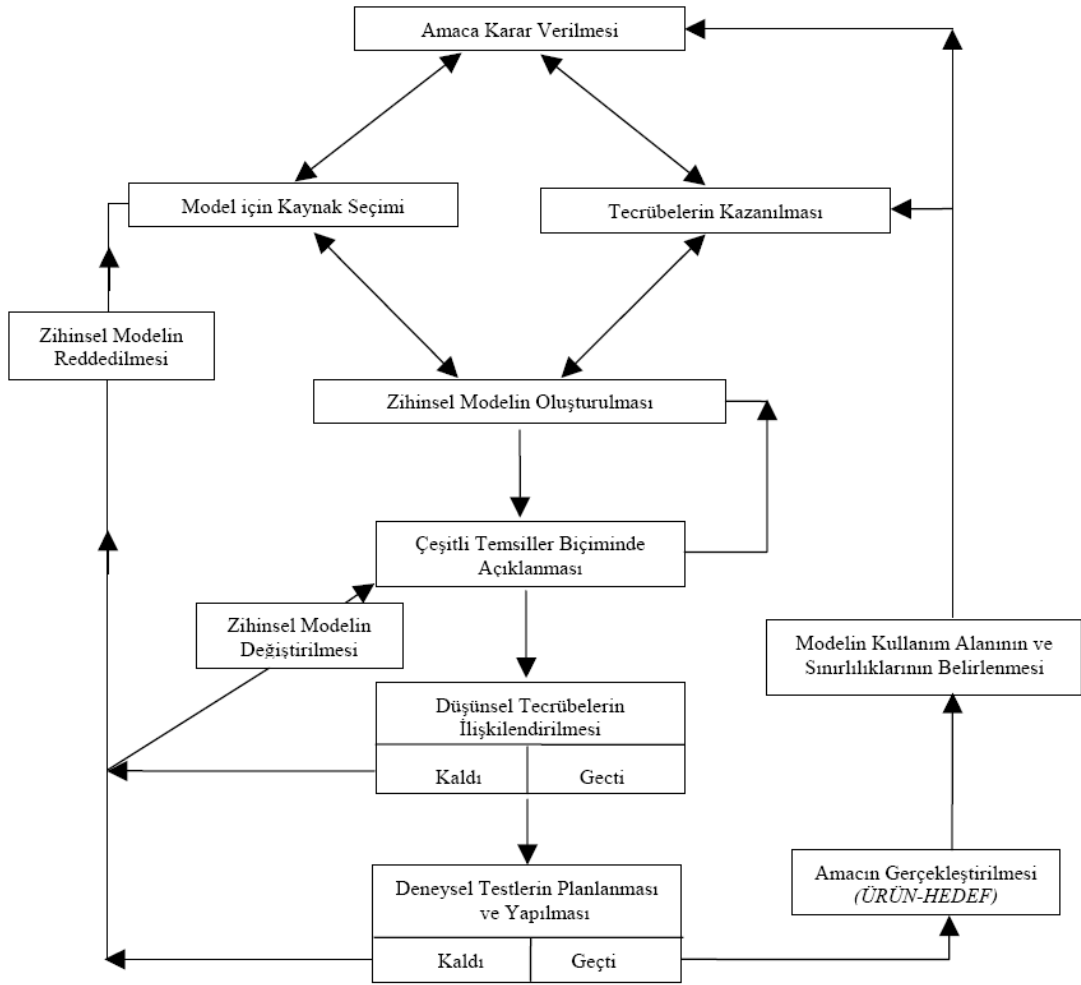 Amaca Karar Verilmesi
Model için Kaynak Seçimi
Tecrübelerin Kazanılması
Zihinsel Modelin
Reddedilmesi
Zihinsel Modelin Oluşturulması
Çeşitli Temsiller Biçiminde
Açıklanması
Zihinsel Modelin
Değiştirilmesi
Modelin Kullanım Alanının ve
Sınırlılıklarının Belirlenmesi
Düşünsel Tecrübelerin
İlişkilendirilmesi
Kaldı
Gecti
Amacın Gerçekleştirilmesi
(ÜRÜN-HEDEF)
Deneysel Testlerin Planlanması
ve Yapılması
Kaldı
Geçti